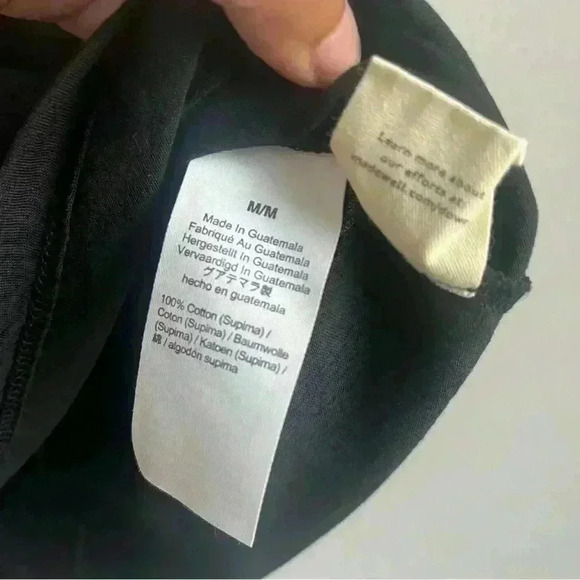 M/M
Made In Guatemala
Fabriqué Au Guatemala
Hergestellt In Guatemala
Vervaardigd In Guatemala
グアテマラ製
hecho en guatemala
100% Cotton (Supima) /
Coton (Supima) / Baumwolle
(Supima) / Katoen (Supima) /
綿 / algodón supima
Learn more about
our efforts at
madewell.com/dowell